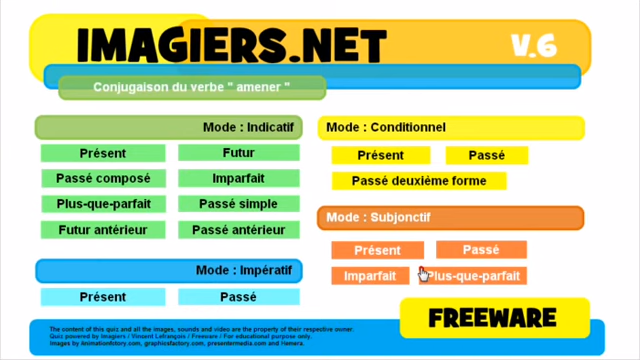 IMAGIERS.NET
V.6
Conjugaison du verbe " amener "
Mode : Indicatif
Présent
Futur
Passé composé
Imparfait
Plus-que-parfait
Passé simple
Futur antérieur
Passé antérieur
Mode : Impératif
Présent
Passé
Mode : Conditionnel
Présent
Passé
Passé deuxième forme
Mode : Subjonctif
Présent
Passé
Imparfait
Plus-que-parfait
FREEWARE
The content of this quiz and all the images, sounds and video are the property of their respective owner.
Quiz powered by Imagiers / Vincent Lefrançois / Freeware / For educational purpose only.
Images by Animationfctory.com, graphicsfactory.com, presentermedia.com and Hemera.